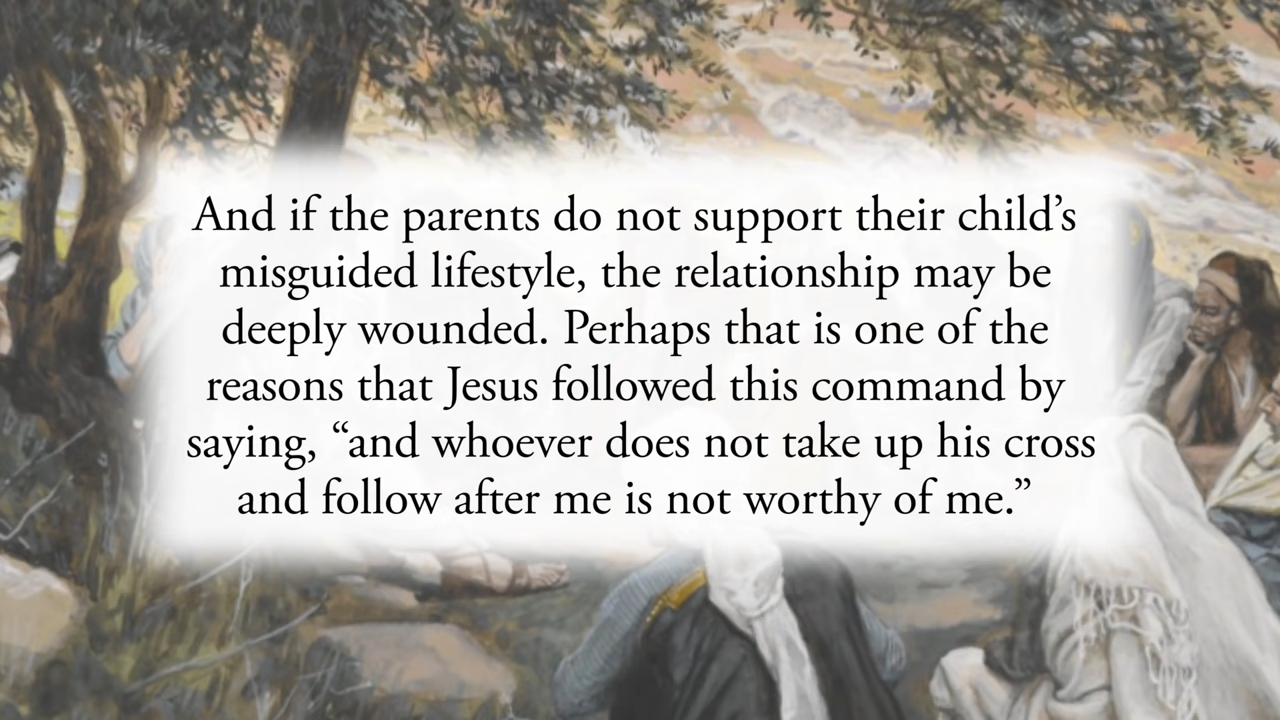 And if the parents do not support their child’s
misguided lifestyle, the relationship may be
deeply wounded. Perhaps that is one of the
reasons that Jesus followed this command by
saying, “and whoever does not take up his cross
and follow after me is not worthy of me.”